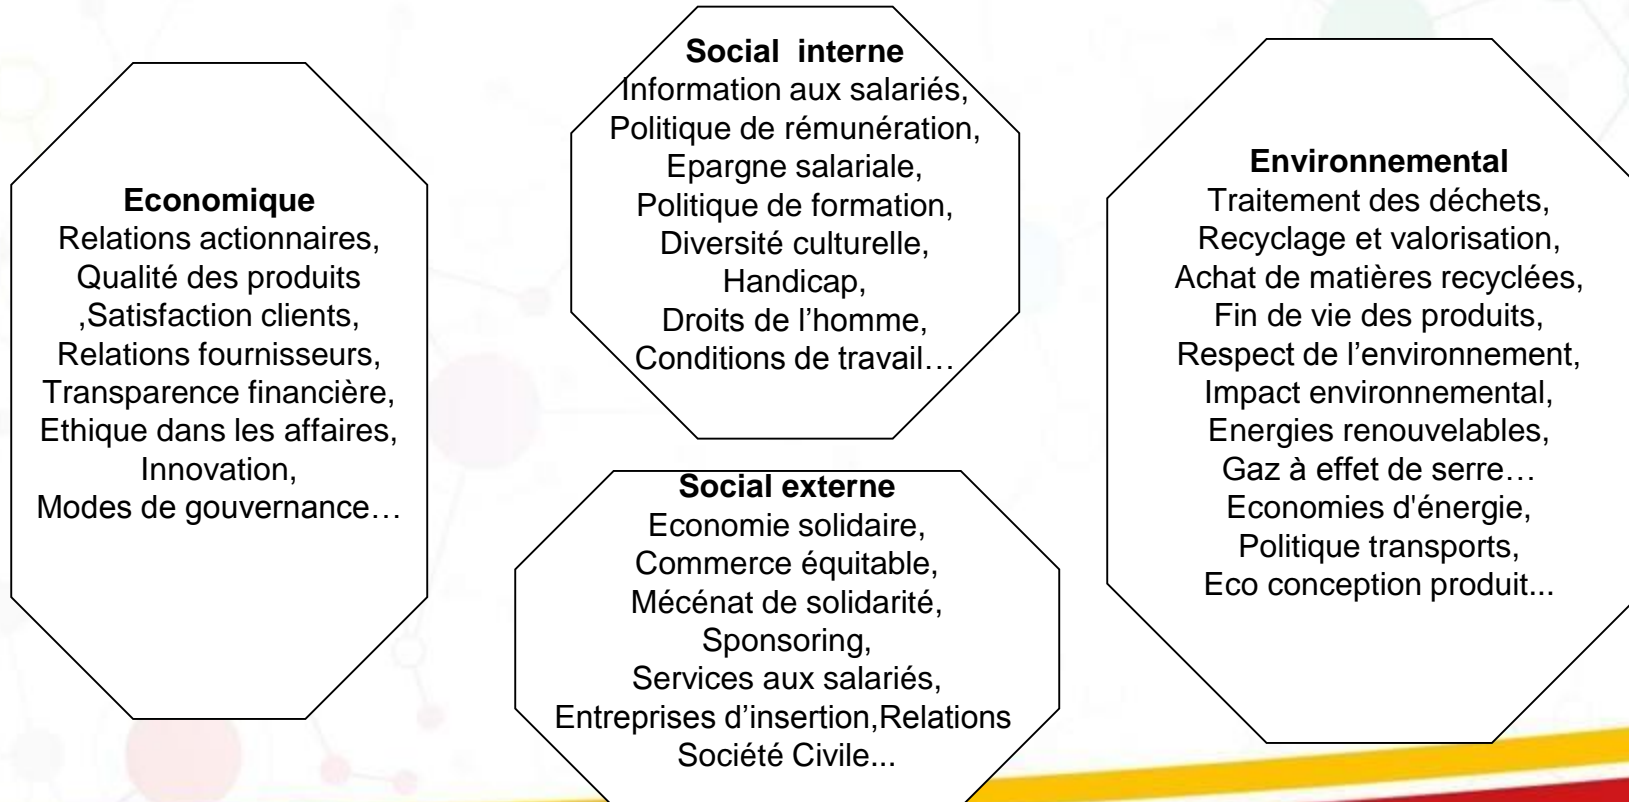 Economique
Relations actionnaires,
Qualité des produits
,Satisfaction clients,
Relations fournisseurs,
Transparence financière,
Ethique dans les affaires,
Innovation,
Modes de gouvernance…
Social interne
Information aux salariés,
Politique de rémunération,
Epargne salariale,
Politique de formation,
Diversité culturelle,
Handicap,
Droits de l’homme,
Conditions de travail…
Social externe
Economie solidaire,
Commerce équitable,
Mécénat de solidarité,
Sponsoring,
Services aux salariés,
Entreprises d’insertion,Relations
Société Civile...
Environnemental
Traitement des déchets,
Recyclage et valorisation,
Achat de matières recyclées,
Fin de vie des produits,
Respect de l’environnement,
Impact environnemental,
Energies renouvelables,
Gaz à effet de serre…
Economies d'énergie,
Politique transports,
Eco conception produit...